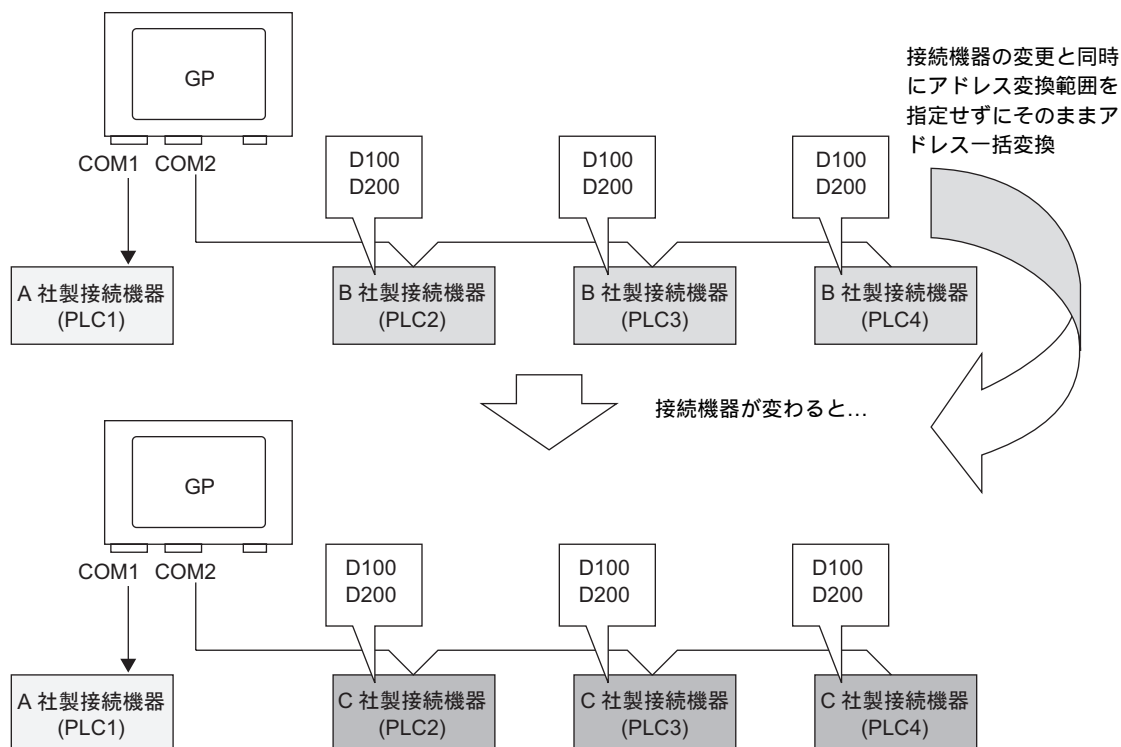 接続機器の変更と同時
にアドレス変換範囲を
指定せずにそのままア
ドレス一括変換
GP
COM1 COM2
D100
D200
D100
D200
D100
D200
A 社製接続機器
(PLC1)
B 社製接続機器
(PLC2)
B 社製接続機器
(PLC3)
B 社製接続機器
(PLC4)
接続機器が変わると…
GP
COM1 COM2
D100
D200
D100
D200
D100
D200
A 社製接続機器
(PLC1)
C 社製接続機器
(PLC2)
C 社製接続機器
(PLC3)
C 社製接続機器
(PLC4)